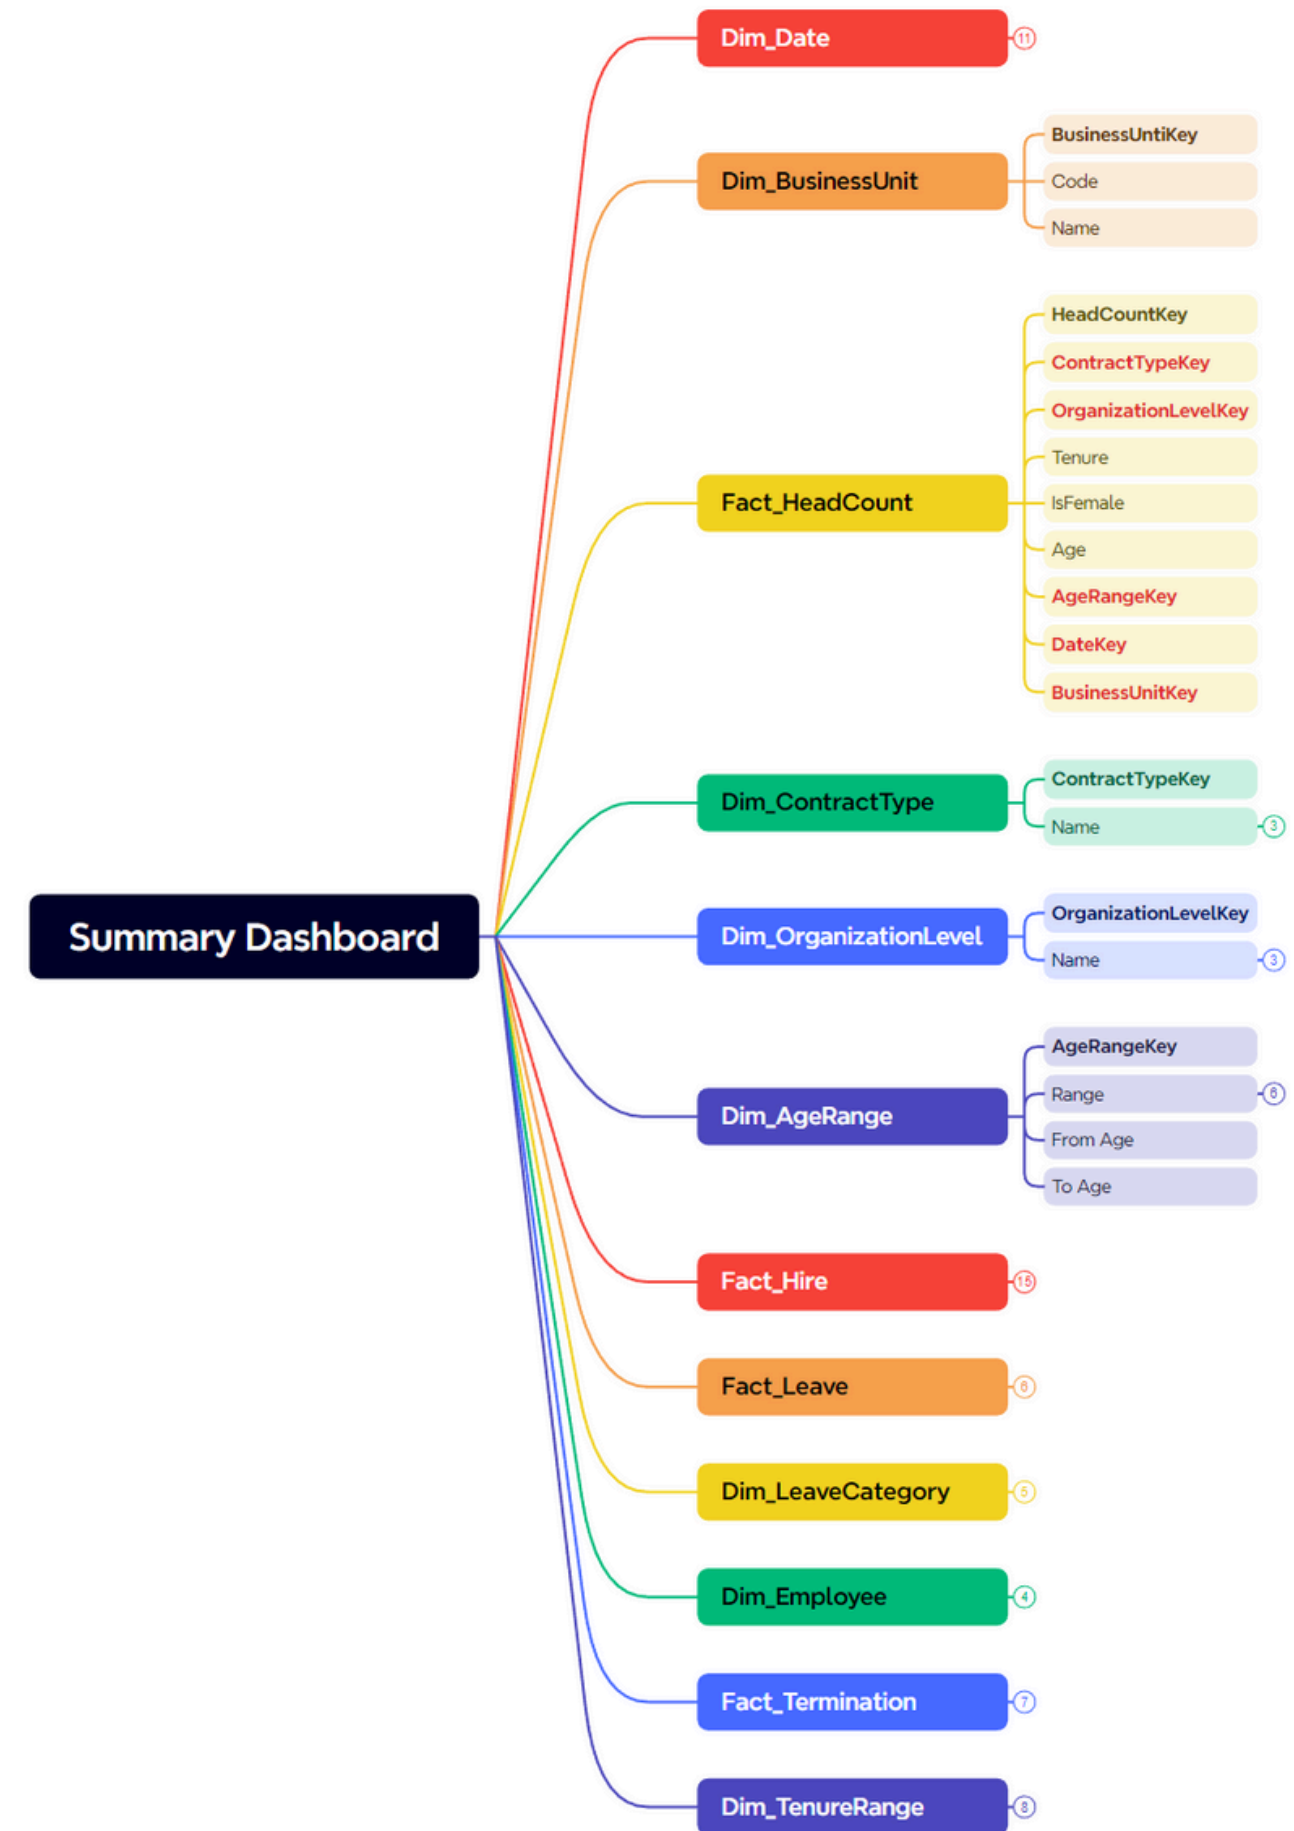 Dim_Date
11
BusinessUntiKey
Dim_BusinessUnit
Code
Name
HeadCountKey
ContractTypeKey
OrganizationLevelKey
Tenure
Fact_HeadCount
IsFemale
Age
AgeRangeKey
DateKey
BusinessUnitKey
ContractTypeKey
Dim_ContractType
Name
3
OrganizationLevelKey
Summary Dashboard
Dim_OrganizationLevel
Name
3
AgeRangeKey
Range
6
Dim_AgeRange
From Age
To Age
Fact_Hire
15
Fact_Leave
6
Dim_LeaveCategory
5
Dim_Employee
4
Fact_Termination
7
Dim_TenureRange
8